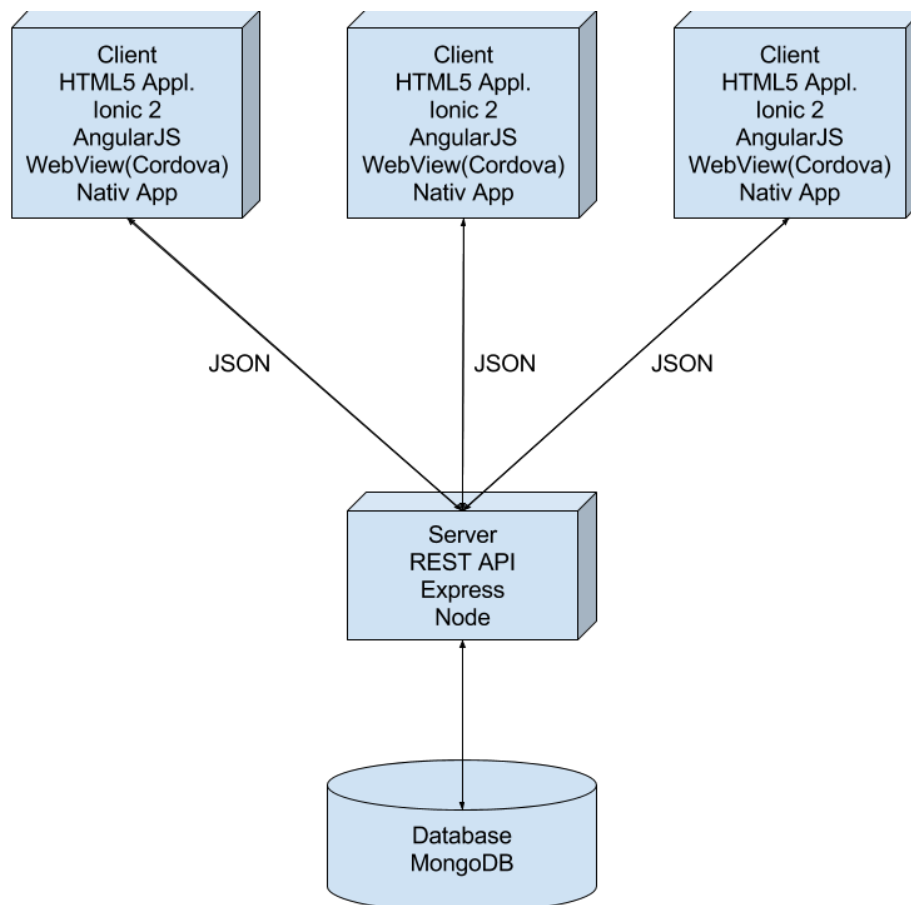 Client
HTML5 Appl.
Ionic 2
AngularJS
WebView(Cordova)
Nativ App
Client
HTML5 Appl.
Ionic 2
AngularJS
WebView(Cordova)
Nativ App
Client
HTML5 Appl.
Ionic 2
AngularJS
WebView(Cordova)
Nativ App
JSON
JSON
JSON
Server
REST API
Express
Node
Database
MongoDB